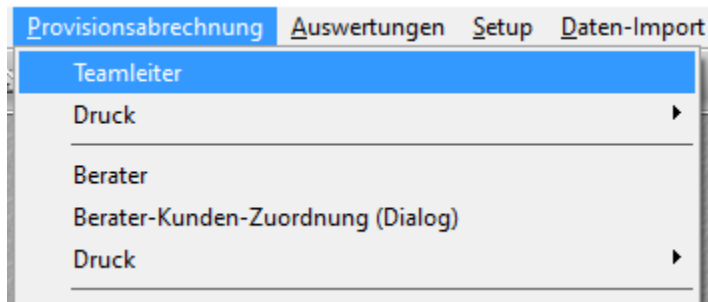 Provisionsabrechnung Auswertungen Setup Daten-Import
Teamleiter
Druck
Berater
Berater-Kunden-Zuordnung (Dialog)
Druck